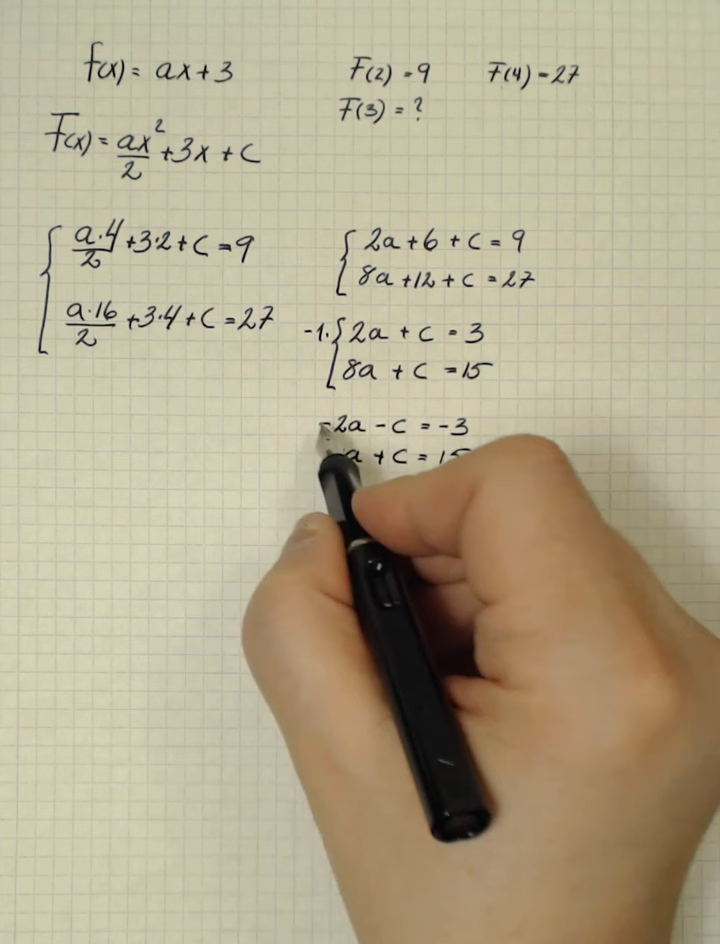 f(x) = ax + 3
F(2) = 9
F(4) = 27
F(3) = ?
F(x) = ax²/2 + 3x + c
a·4/2 + 3·2 + c = 9
a·16/2 + 3·4 + c = 27
2a + 6 + c = 9
8a + 12 + c = 27
-1· 2a + c = 3
8a + c = 15
-2a - c = -3
a + c = 15